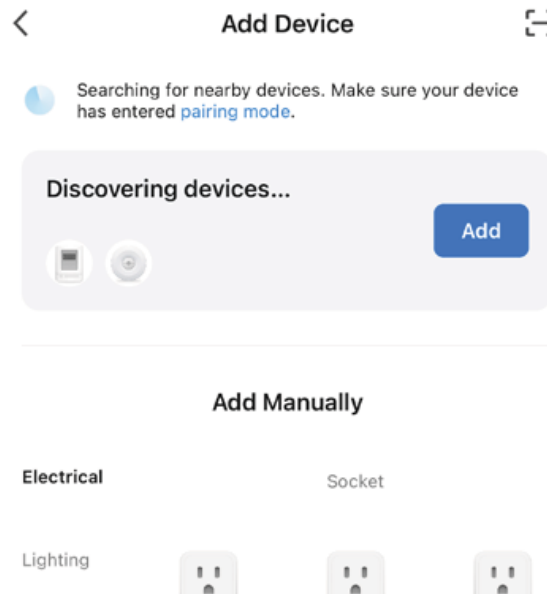 Add Device
Searching for nearby devices. Make sure your device
has entered pairing mode.
Discovering devices...
Add
Add Manually
Electrical
Socket
Lighting